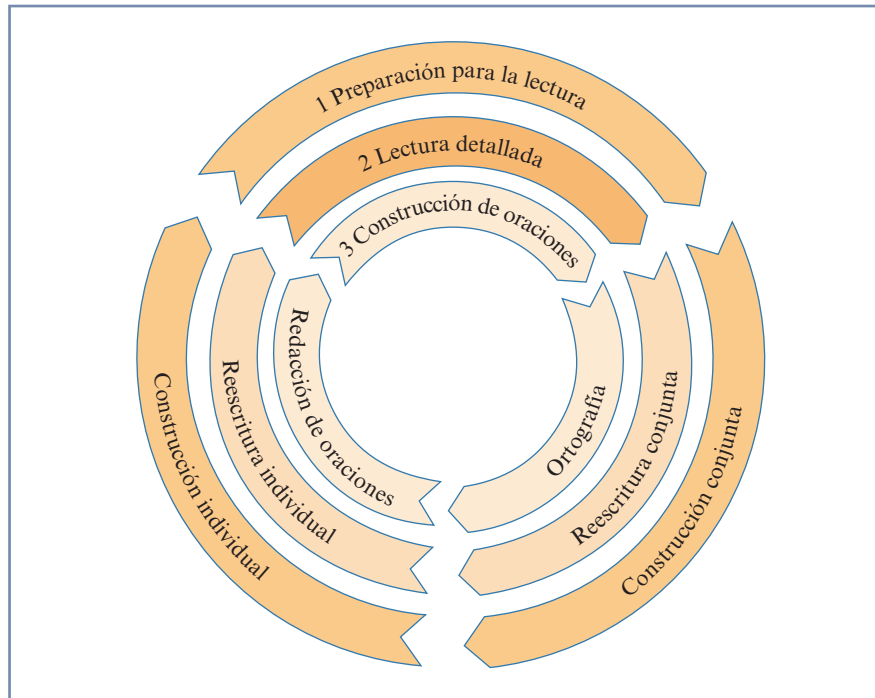 1 Preparación para la lectura
2 Lectura detallada
3 Construcción de oraciones
Construcción individual
Reescritura individual
Redacción de oraciones
Ortografía
Reescritura conjunta
Construcción conjunta